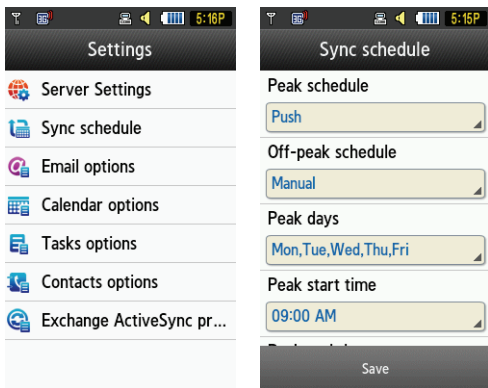 5:16P
Settings
Server Settings
Sync schedule
Email options
Calendar options
Tasks options
Contacts options
Exchange ActiveSync pr...
5:15P
Sync schedule
Peak schedule
Push
Off-peak schedule
Manual
Peak days
Mon,Tue,Wed,Thu,Fri
Peak start time
09:00 AM
Save